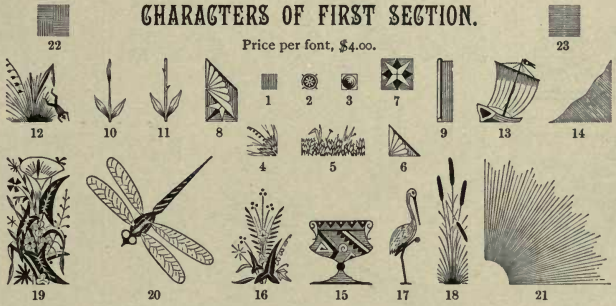 CHARACTERS OF FIRST SECTION.
Price per font, $4.00.
22 23
12 10 11 8 1 2 3 7 9 13 14
4 5 6
19 20 16 15 17 18 21